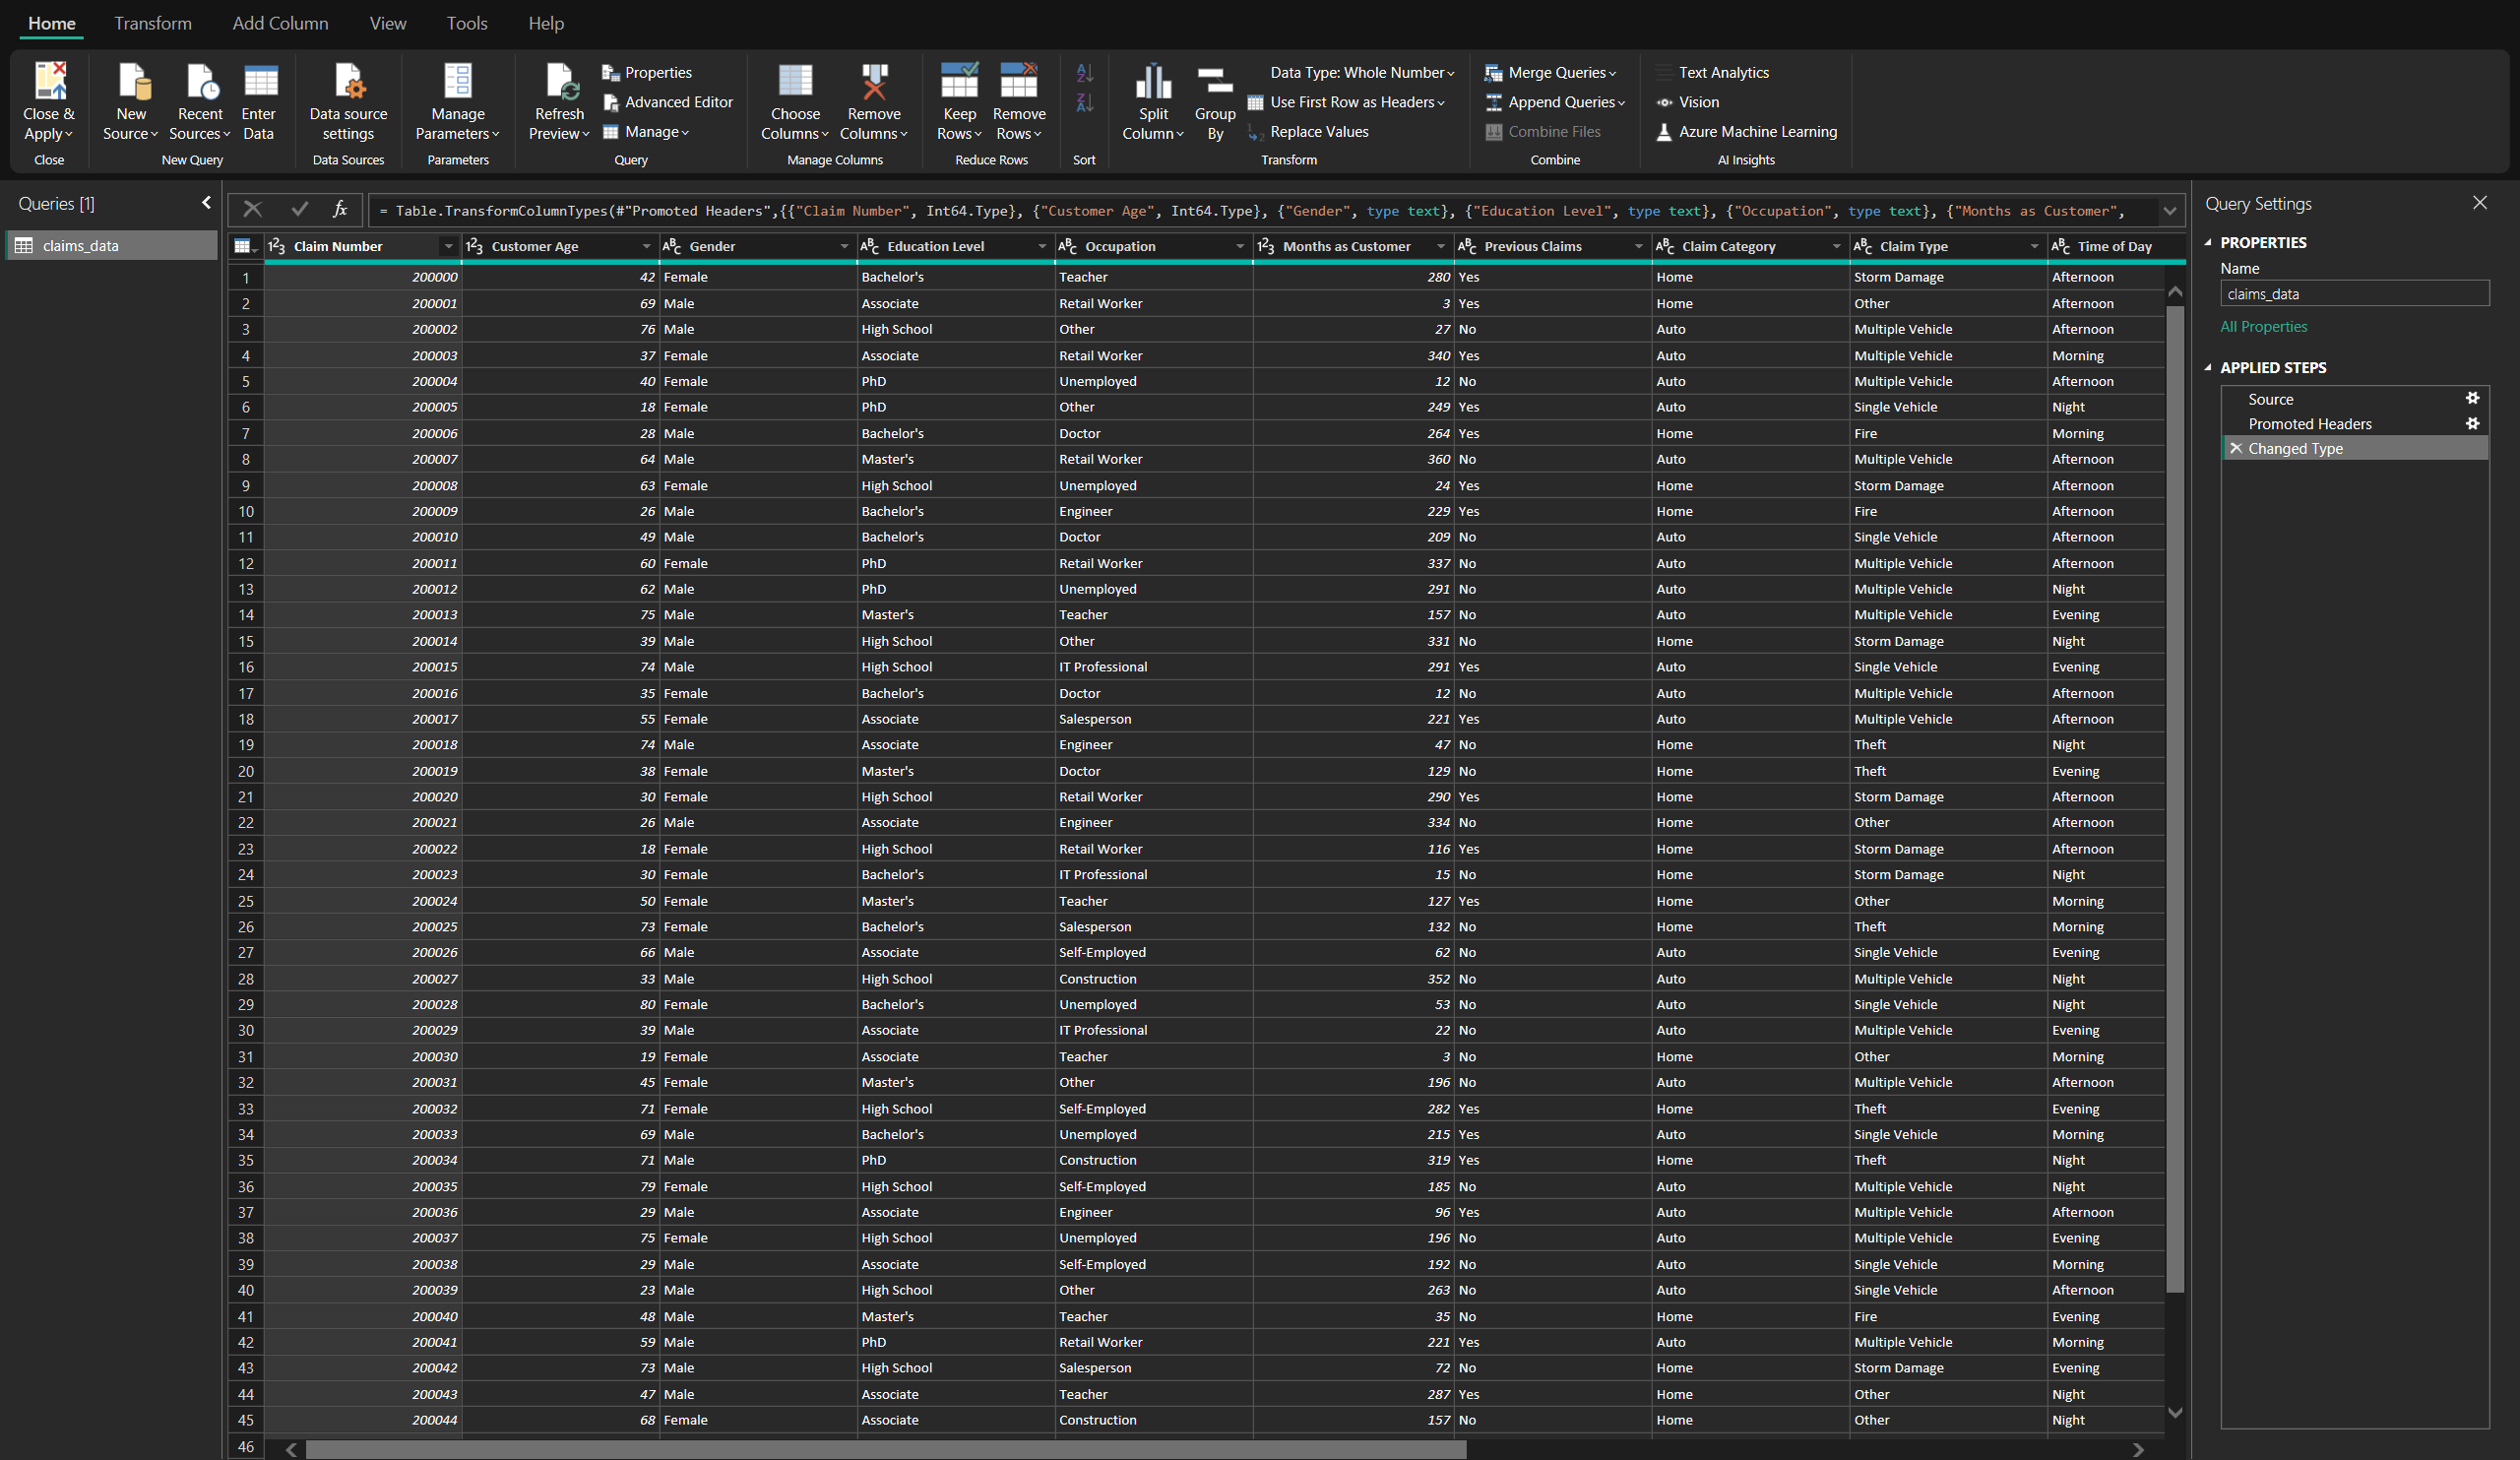 Home Transform Add Column View Tools Help
Close & Apply New Source Recent Sources Enter Data Data source settings Manage Parameters Refresh Preview Properties Advanced Editor Manage Choose Columns Remove Columns Keep Rows Remove Rows Split Column Group By Data Type: Whole Number Use First Row as Headers Replace Values Merge Queries Append Queries Combine Files Text Analytics Vision Azure Machine Learning
Close New Query Data Sources Parameters Query Manage Columns Reduce Rows Sort Transform Combine AI Insights
Queries [1]
claims_data
= Table.TransformColumnTypes(#"Promoted Headers",{{"Claim Number", Int64.Type}, {"Customer Age", Int64.Type}, {"Gender", type text}, {"Education Level", type text}, {"Occupation", type text}, {"Months as Customer",
Claim Number Customer Age Gender Education Level Occupation Months as Customer Previous Claims Claim Category Claim Type Time of Day
1 200000 42 Female Bachelor's Teacher 280 Yes Home Storm Damage Afternoon
2 200001 69 Male Associate Retail Worker 3 Yes Home Other Afternoon
3 200002 76 Male High School Other 27 No Auto Multiple Vehicle Afternoon
4 200003 37 Female Associate Retail Worker 340 Yes Auto Multiple Vehicle Morning
5 200004 40 Female PhD Unemployed 12 No Auto Multiple Vehicle Afternoon
6 200005 18 Female PhD Other 249 Yes Auto Single Vehicle Night
7 200006 28 Male Bachelor's Doctor 264 Yes Home Fire Morning
8 200007 64 Male Master's Retail Worker 360 No Auto Multiple Vehicle Afternoon
9 200008 63 Female High School Unemployed 24 Yes Home Storm Damage Afternoon
10 200009 26 Male Bachelor's Engineer 229 Yes Home Fire Afternoon
11 200010 49 Male Bachelor's Doctor 209 No Auto Single Vehicle Afternoon
12 200011 60 Female PhD Retail Worker 337 No Auto Multiple Vehicle Afternoon
13 200012 62 Male PhD Unemployed 291 No Auto Multiple Vehicle Night
14 200013 75 Male Master's Teacher 157 No Auto Multiple Vehicle Evening
15 200014 39 Male High School Other 331 No Home Storm Damage Night
16 200015 74 Male High School IT Professional 291 Yes Auto Single Vehicle Evening
17 200016 35 Female Bachelor's Doctor 12 No Auto Multiple Vehicle Afternoon
18 200017 55 Female Associate Salesperson 221 Yes Auto Multiple Vehicle Afternoon
19 200018 74 Male Associate Engineer 47 No Home Theft Night
20 200019 38 Female Master's Doctor 129 No Home Theft Evening
21 200020 30 Female High School Retail Worker 290 Yes Home Storm Damage Afternoon
22 200021 26 Male Associate Engineer 334 No Home Other Afternoon
23 200022 18 Female High School Retail Worker 116 Yes Home Storm Damage Afternoon
24 200023 30 Female Bachelor's IT Professional 15 No Home Storm Damage Night
25 200024 50 Female Master's Teacher 127 Yes Home Other Morning
26 200025 73 Female Bachelor's Salesperson 132 No Home Theft Morning
27 200026 66 Male Associate Self-Employed 62 No Auto Single Vehicle Evening
28 200027 33 Male High School Construction 352 No Auto Multiple Vehicle Night
29 200028 80 Female Bachelor's Unemployed 53 No Auto Single Vehicle Night
30 200029 39 Male Associate IT Professional 22 No Auto Multiple Vehicle Evening
31 200030 19 Female Associate Teacher 3 No Home Other Morning
32 200031 45 Female Master's Other 196 No Auto Multiple Vehicle Afternoon
33 200032 71 Female High School Self-Employed 282 Yes Home Theft Evening
34 200033 69 Male Bachelor's Unemployed 215 Yes Auto Single Vehicle Morning
35 200034 71 Male PhD Construction 319 Yes Home Theft Night
36 200035 79 Female High School Self-Employed 185 No Auto Multiple Vehicle Night
37 200036 29 Male Associate Engineer 96 Yes Auto Multiple Vehicle Afternoon
38 200037 75 Female High School Unemployed 196 No Auto Multiple Vehicle Evening
39 200038 29 Male Associate Self-Employed 192 No Auto Single Vehicle Morning
40 200039 23 Male High School Other 263 No Auto Single Vehicle Afternoon
41 200040 48 Male Master's Teacher 35 No Home Fire Evening
42 200041 59 Male PhD Retail Worker 221 Yes Auto Multiple Vehicle Morning
43 200042 73 Male High School Salesperson 72 No Home Storm Damage Evening
44 200043 47 Male Associate Teacher 287 Yes Home Other Night
45 200044 68 Female Associate Construction 157 No Home Other Night
46
Query Settings
PROPERTIES
Name
claims_data
All Properties
APPLIED STEPS
Source
Promoted Headers
Changed Type